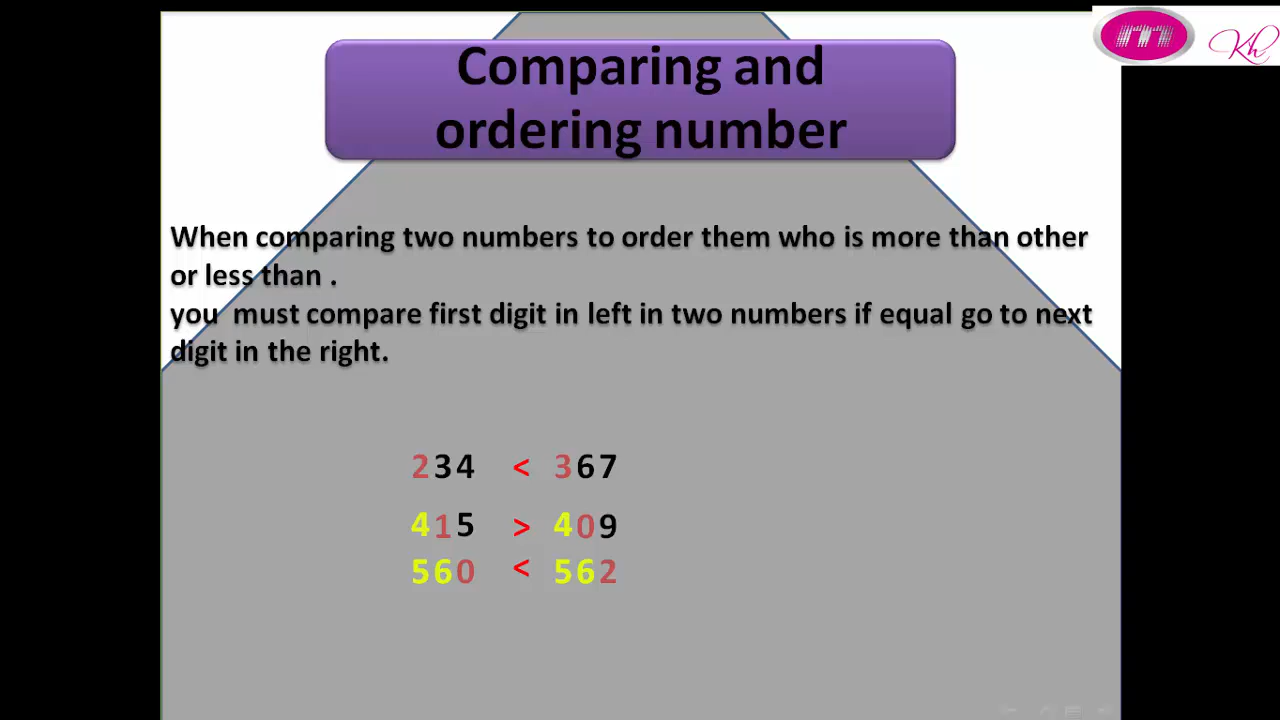 m
Kh
Comparing and
ordering number
When comparing two numbers to order them who is more than other
or less than .
you must compare first digit in left in two numbers if equal go to next
digit in the right.
234 < 367
415 > 409
560 < 562